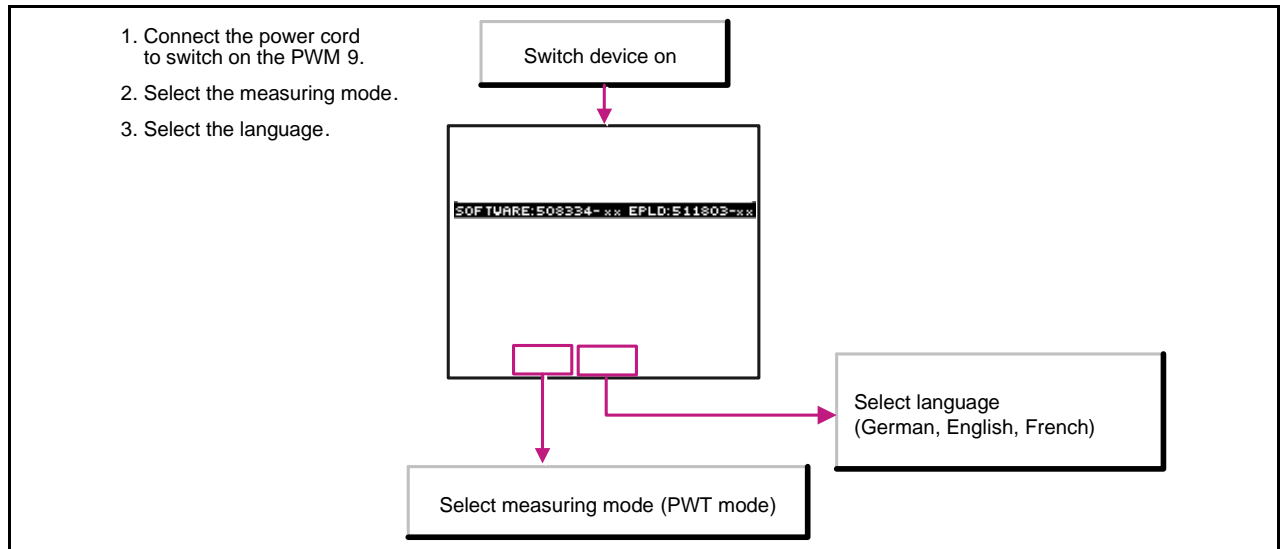 1. Connect the power cord
to switch on the PWM 9.
2. Select the measuring mode.
3. Select the language.
Switch device on
SOFTWARE:508334-xx EPLD:511803-xx
Select language
(German, English, French)
Select measuring mode (PWT mode)